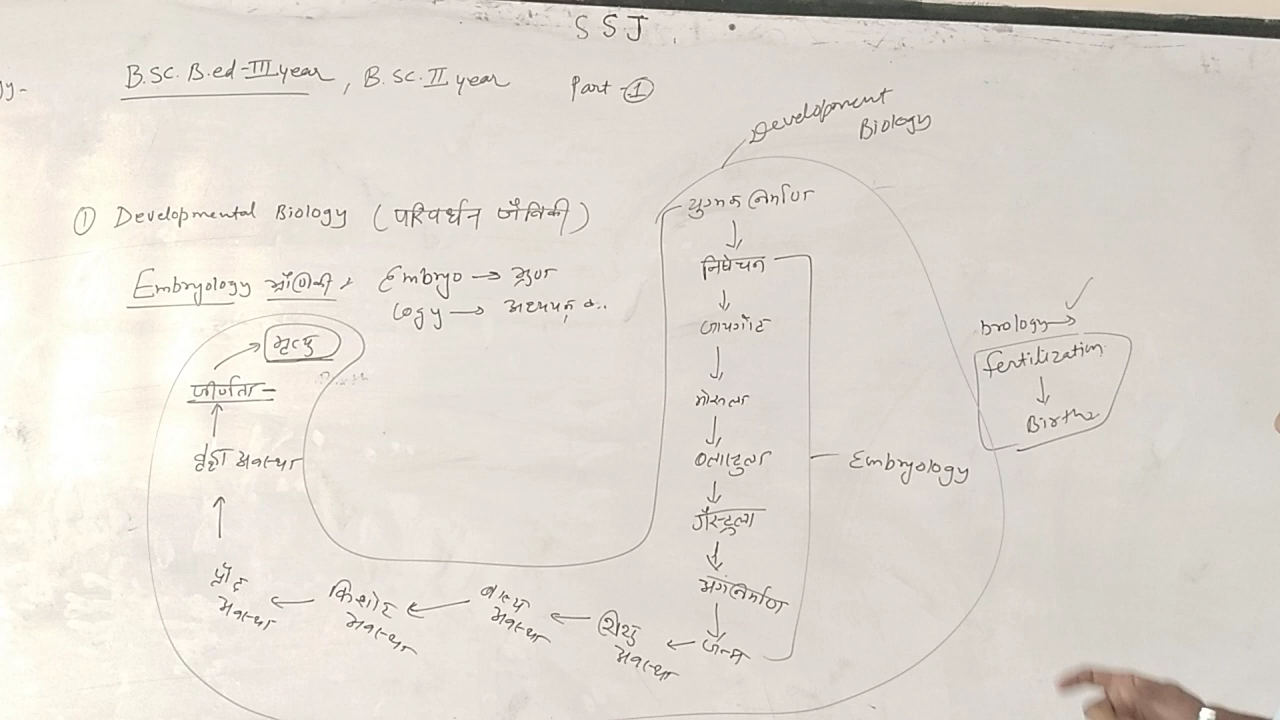 SSJ
B.Sc. B.ed-III year, B.Sc. II year Part-①
Development
Biology
① Developmental Biology (परिवर्धन जैविकी)
Embryology भ्रौणिकी Embryo → भ्रूण
Logy → अध्ययन
युग्मक निर्माण
↓
निषेचन
↓
जायगोट
↓
मोरुला
↓
ब्लास्टुला
↓
गैस्ट्रुला
↓
अंगनिर्माण
↓
जन्म
Embryology
← शिशु अवस्था
← बाल्य अवस्था
← किशोर अवस्था
← प्रौढ़ अवस्था
↑
वृद्धा अवस्था
↑
जीर्णता
→ मृत्यु
biology →
fertilization
↓
Birth